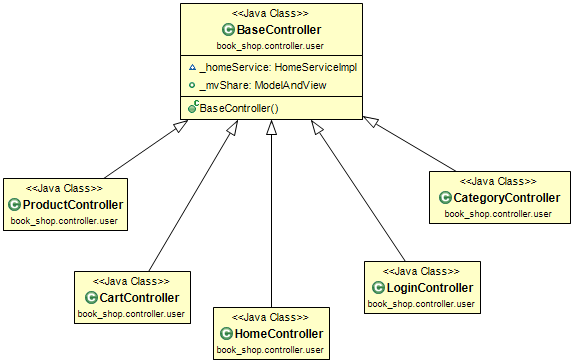 <<Java Class>>
BaseController
book_shop.controller.user
_homeService: HomeServiceImpl
_mvShare: ModelAndView
BaseController()
<<Java Class>>
ProductController
book_shop.controller.user
<<Java Class>>
CategoryController
book_shop.controller.user
<<Java Class>>
CartController
book_shop.controller.user
<<Java Class>>
LoginController
book_shop.controller.user
<<Java Class>>
HomeController
book_shop.controller.user